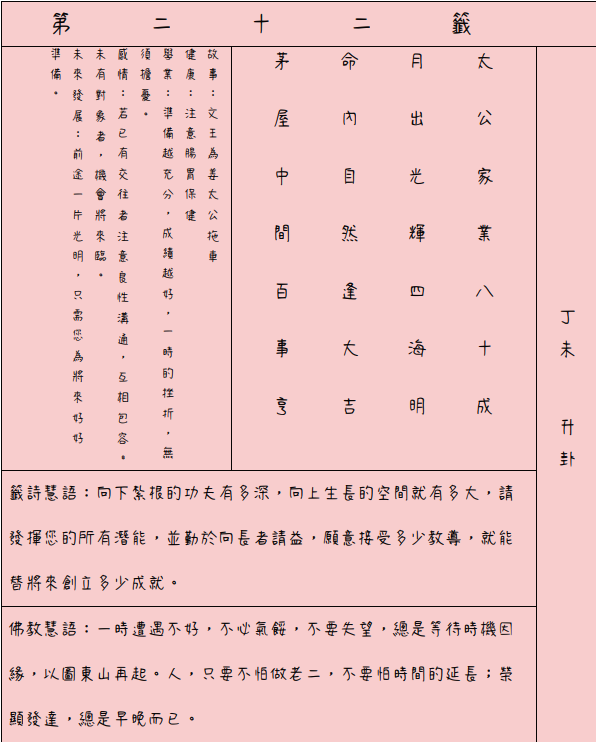 第二十二籤
丁未 升卦
太公家業八十成
月出光輝四海明
命內自然逢大吉
茅屋中間百事亨
故事：文王為姜太公拖車
健康：注意腸胃保健
學業：準備越充分，成績越好，一時的挫折，無
須擔憂。
感情：若已有交往者注意良性溝通，互相包容。
未有對象者，機會將來臨。
未來發展：前途一片光明，只需您為將來好好
準備。
籤詩慧語：向下紮根的功夫有多深，向上生長的空間就有多大，請
發揮您的所有潛能，並勤於向長者請益，願意接受多少教導，就能
替將來創立多少成就。
佛教慧語：一時遭遇不好，不必氣餒，不要失望，總是等待時機因
緣，以圖東山再起。人，只要不怕做老二，不要怕時間的延長；榮
顯發達，總是早晚而已。